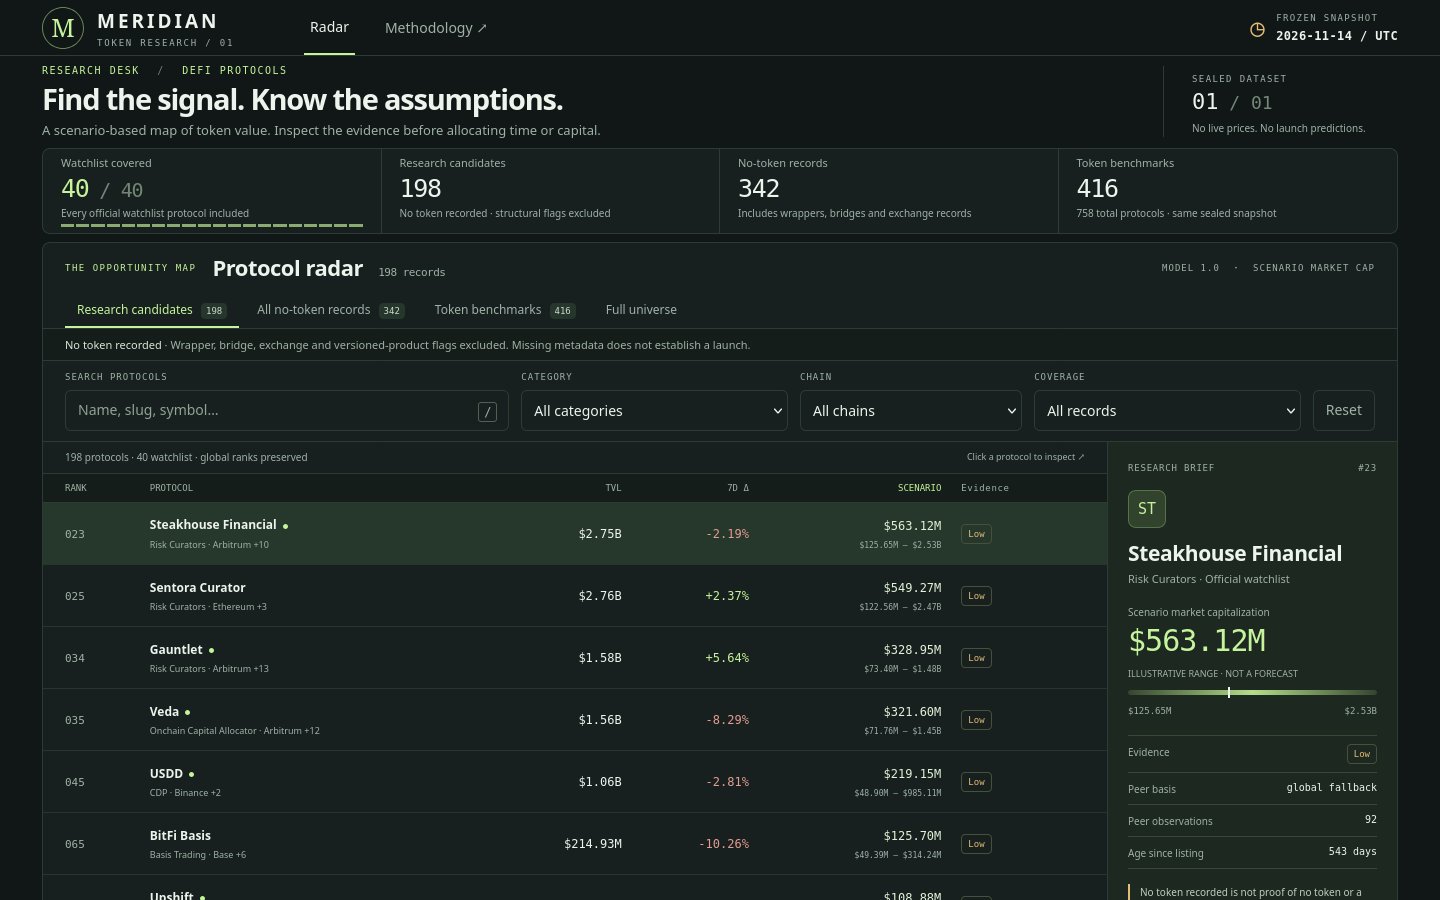 M MERIDIAN
TOKEN RESEARCH / 01
Radar Methodology ↗
FROZEN SNAPSHOT
2026-11-14 / UTC
RESEARCH DESK / DEFI PROTOCOLS
Find the signal. Know the assumptions.
A scenario-based map of token value. Inspect the evidence before allocating time or capital.
SEALED DATASET
01 / 01
No live prices. No launch predictions.
Watchlist covered
40 / 40
Every official watchlist protocol included
Research candidates
198
No token recorded · structural flags excluded
No-token records
342
Includes wrappers, bridges and exchange records
Token benchmarks
416
758 total protocols · same sealed snapshot
THE OPPORTUNITY MAP Protocol radar 198 records
MODEL 1.0 · SCENARIO MARKET CAP
Research candidates 198 All no-token records 342 Token benchmarks 416 Full universe
No token recorded · Wrapper, bridge, exchange and versioned-product flags excluded. Missing metadata does not establish a launch.
SEARCH PROTOCOLS CATEGORY CHAIN COVERAGE
Name, slug, symbol... / All categories All chains All records Reset
198 protocols · 40 watchlist · global ranks preserved Click a protocol to inspect ↗
RANK PROTOCOL TVL 7D Δ SCENARIO Evidence
023 Steakhouse Financial $2.75B -2.19% $563.12M Low
Risk Curators · Arbitrum +10 $125.65M — $2.53B
025 Sentora Curator $2.76B +2.37% $549.27M Low
Risk Curators · Ethereum +3 $122.56M — $2.47B
034 Gauntlet $1.58B +5.64% $328.95M Low
Risk Curators · Arbitrum +13 $73.40M — $1.48B
035 Veda $1.56B -8.29% $321.60M Low
Onchain Capital Allocator · Arbitrum +12 $71.76M — $1.45B
045 USDD $1.06B -2.81% $219.15M Low
CDP · Binance +2 $48.90M — $985.11M
065 BitFi Basis $214.93M -10.26% $125.70M Low
Basis Trading · Base +6 $49.39M — $314.24M
Upshift $108.88M
RESEARCH BRIEF #23
ST
Steakhouse Financial
Risk Curators · Official watchlist
Scenario market capitalization
$563.12M
ILLUSTRATIVE RANGE · NOT A FORECAST
$125.65M $2.53B
Evidence Low
Peer basis global fallback
Peer observations 92
Age since listing 543 days
No token recorded is not proof of no token or a